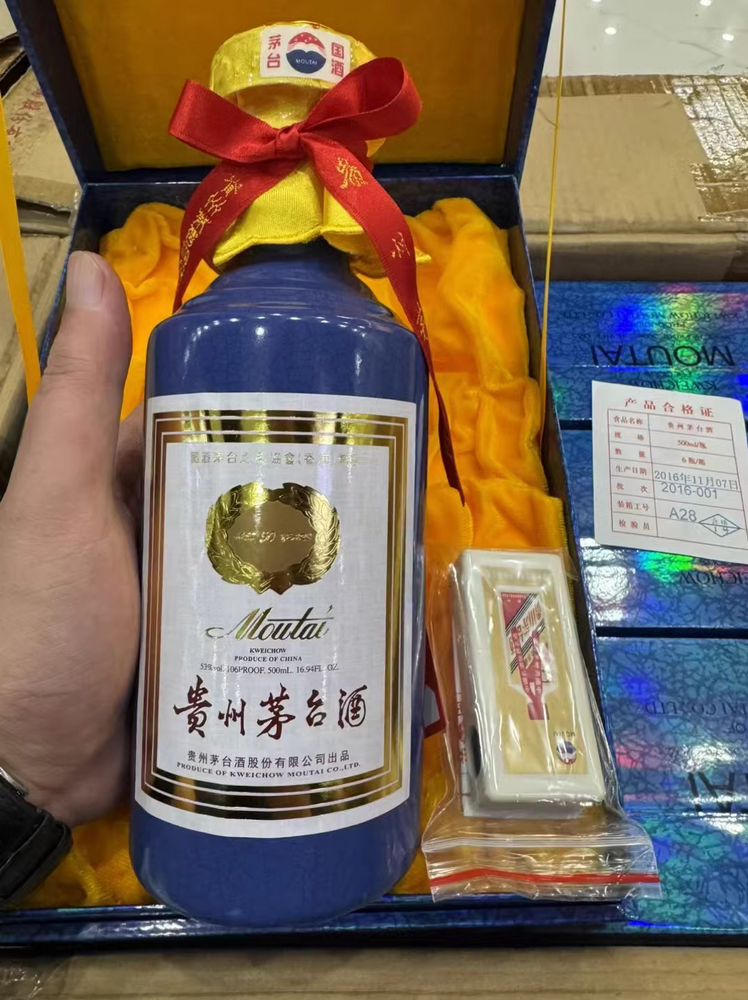 国酒
茅台
MOUTAI
Moutai
KWEICHOW
PRODUCE OF CHINA
53%vol. 106PROOF. 500mL. 16.94FL.OZ.
贵州茅台酒
贵州茅台酒股份有限公司出品
PRODUCE OF KWEICHOW MOUTAI CO.,LTD.
MOUTAI
KWEICHOW
产品合格证
食品名称 贵州茅台酒
规格 500ml/瓶
数量 6瓶/箱
生产日期 2016年11月07日
批次 2016-001
装箱工号 A28
检验员
KWEICHOW